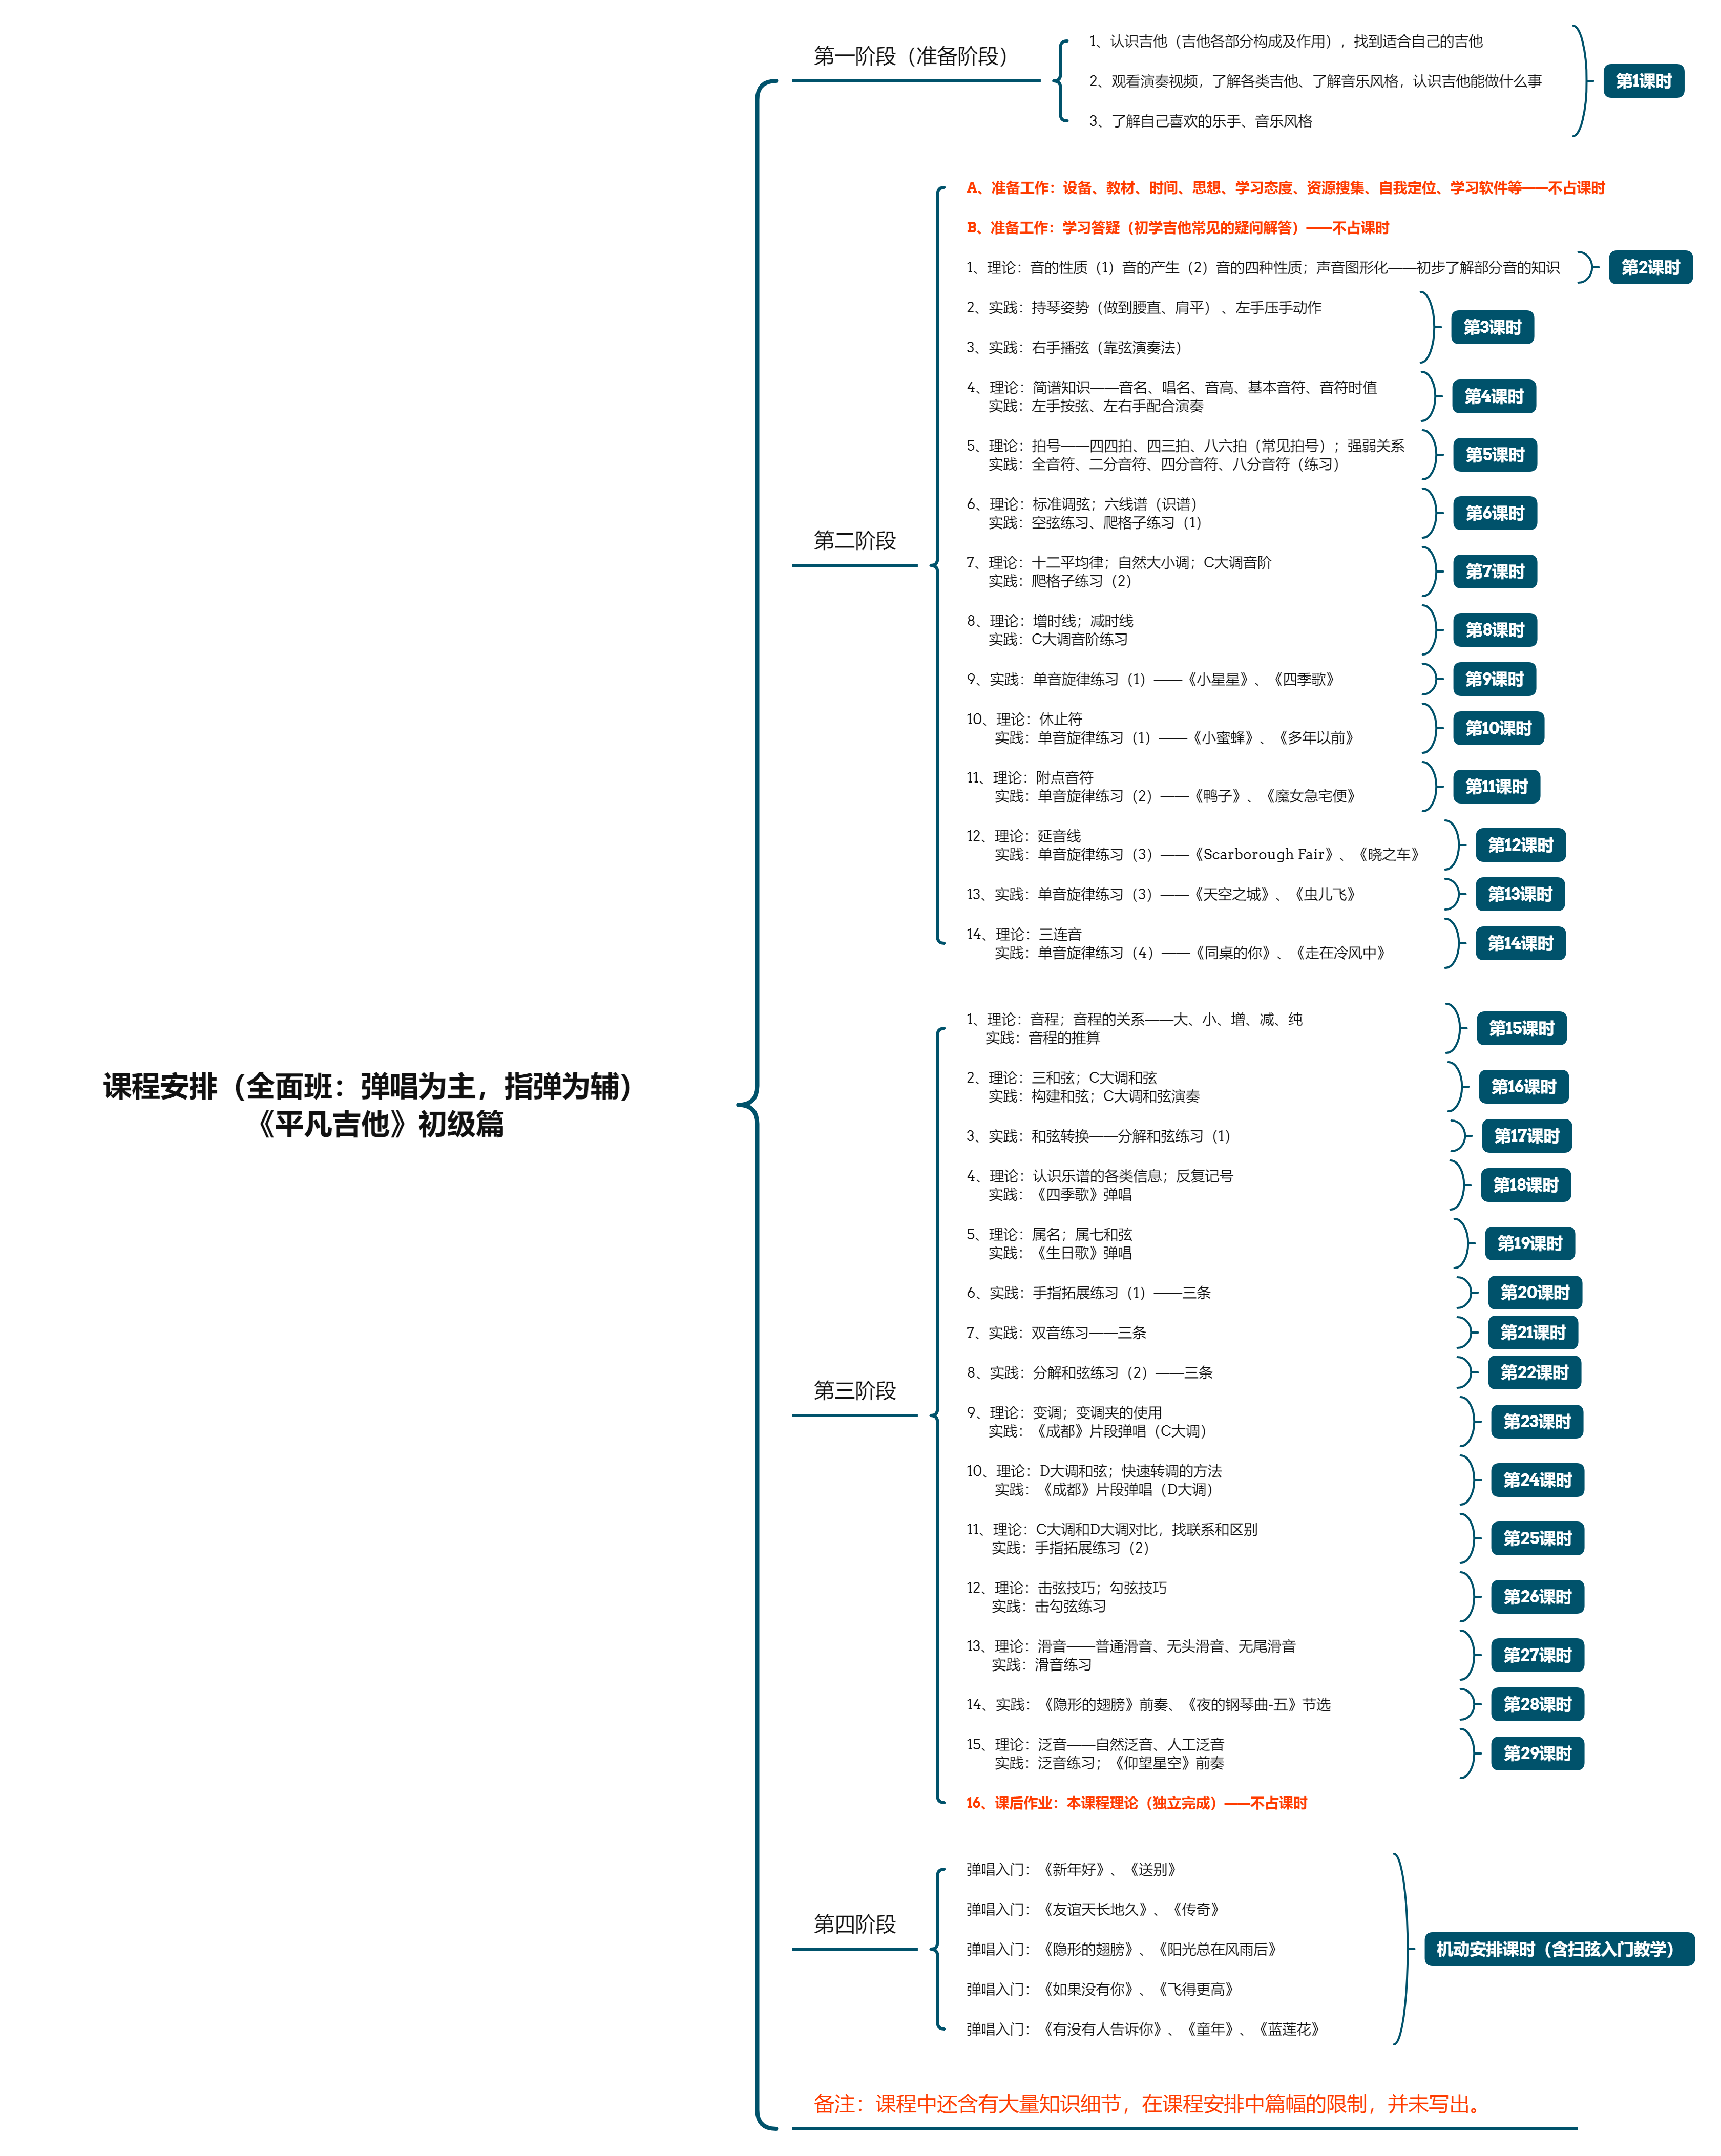 课程安排（全面班：弹唱为主，指弹为辅）
《平凡吉他》初级篇
第一阶段（准备阶段）
1、认识吉他（吉他各部分构成及作用），找到适合自己的吉他
2、观看演奏视频，了解各类吉他、了解音乐风格，认识吉他能做什么事
3、了解自己喜欢的乐手、音乐风格
第1课时
第二阶段
A、准备工作：设备、教材、时间、思想、学习态度、资源搜集、自我定位、学习软件等——不占课时
B、准备工作：学习答疑（初学吉他常见的疑问解答）——不占课时
1、理论：音的性质（1）音的产生（2）音的四种性质；声音图形化——初步了解部分音的知识
第2课时
2、实践：持琴姿势（做到腰直、肩平）、左手压手动作
3、实践：右手播弦（靠弦演奏法）
第3课时
4、理论：简谱知识——音名、唱名、音高、基本音符、音符时值
实践：左手按弦、左右手配合演奏
第4课时
5、理论：拍号——四四拍、四三拍、八六拍（常见拍号）；强弱关系
实践：全音符、二分音符、四分音符、八分音符（练习）
第5课时
6、理论：标准调弦；六线谱（识谱）
实践：空弦练习、爬格子练习（1）
第6课时
7、理论：十二平均律；自然大小调；C大调音阶
实践：爬格子练习（2）
第7课时
8、理论：增时线；减时线
实践：C大调音阶练习
第8课时
9、实践：单音旋律练习（1）——《小星星》、《四季歌》
第9课时
10、理论：休止符
实践：单音旋律练习（1）——《小蜜蜂》、《多年以前》
第10课时
11、理论：附点音符
实践：单音旋律练习（2）——《鸭子》、《魔女急宅便》
第11课时
12、理论：延音线
实践：单音旋律练习（3）——《Scarborough Fair》、《晓之车》
第12课时
13、实践：单音旋律练习（3）——《天空之城》、《虫儿飞》
第13课时
14、理论：三连音
实践：单音旋律练习（4）——《同桌的你》、《走在冷风中》
第14课时
第三阶段
1、理论：音程；音程的关系——大、小、增、减、纯
实践：音程的推算
第15课时
2、理论：三和弦；C大调和弦
实践：构建和弦；C大调和弦演奏
第16课时
3、实践：和弦转换——分解和弦练习（1）
第17课时
4、理论：认识乐谱的各类信息；反复记号
实践：《四季歌》弹唱
第18课时
5、理论：属名；属七和弦
实践：《生日歌》弹唱
第19课时
6、实践：手指拓展练习（1）——三条
第20课时
7、实践：双音练习——三条
第21课时
8、实践：分解和弦练习（2）——三条
第22课时
9、理论：变调；变调夹的使用
实践：《成都》片段弹唱（C大调）
第23课时
10、理论：D大调和弦；快速转调的方法
实践：《成都》片段弹唱（D大调）
第24课时
11、理论：C大调和D大调对比，找联系和区别
实践：手指拓展练习（2）
第25课时
12、理论：击弦技巧；勾弦技巧
实践：击勾弦练习
第26课时
13、理论：滑音——普通滑音、无头滑音、无尾滑音
实践：滑音练习
第27课时
14、实践：《隐形的翅膀》前奏、《夜的钢琴曲-五》节选
第28课时
15、理论：泛音——自然泛音、人工泛音
实践：泛音练习；《仰望星空》前奏
第29课时
16、课后作业：本课程理论（独立完成）——不占课时
第四阶段
弹唱入门：《新年好》、《送别》
弹唱入门：《友谊天长地久》、《传奇》
弹唱入门：《隐形的翅膀》、《阳光总在风雨后》
弹唱入门：《如果没有你》、《飞得更高》
弹唱入门：《有没有人告诉你》、《童年》、《蓝莲花》
机动安排课时（含扫弦入门教学）
备注：课程中还含有大量知识细节，在课程安排中篇幅的限制，并未写出。